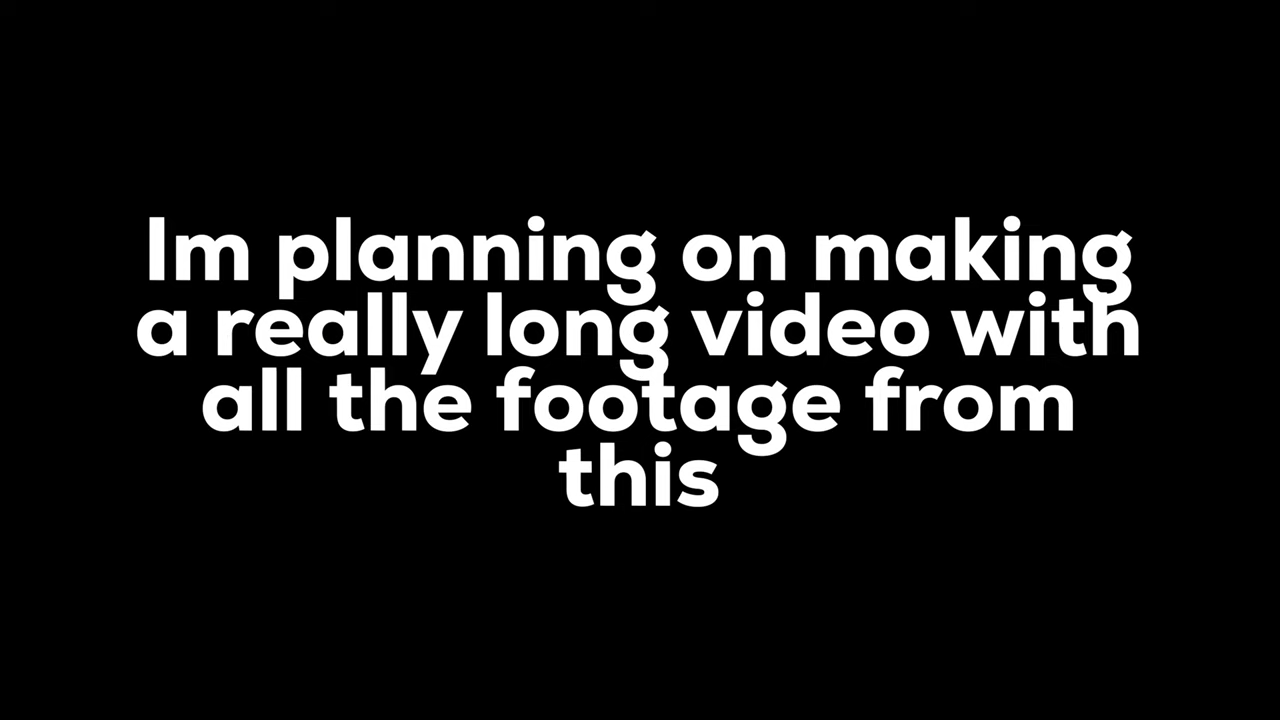 Im planning on making
a really long video with
all the footage from
this